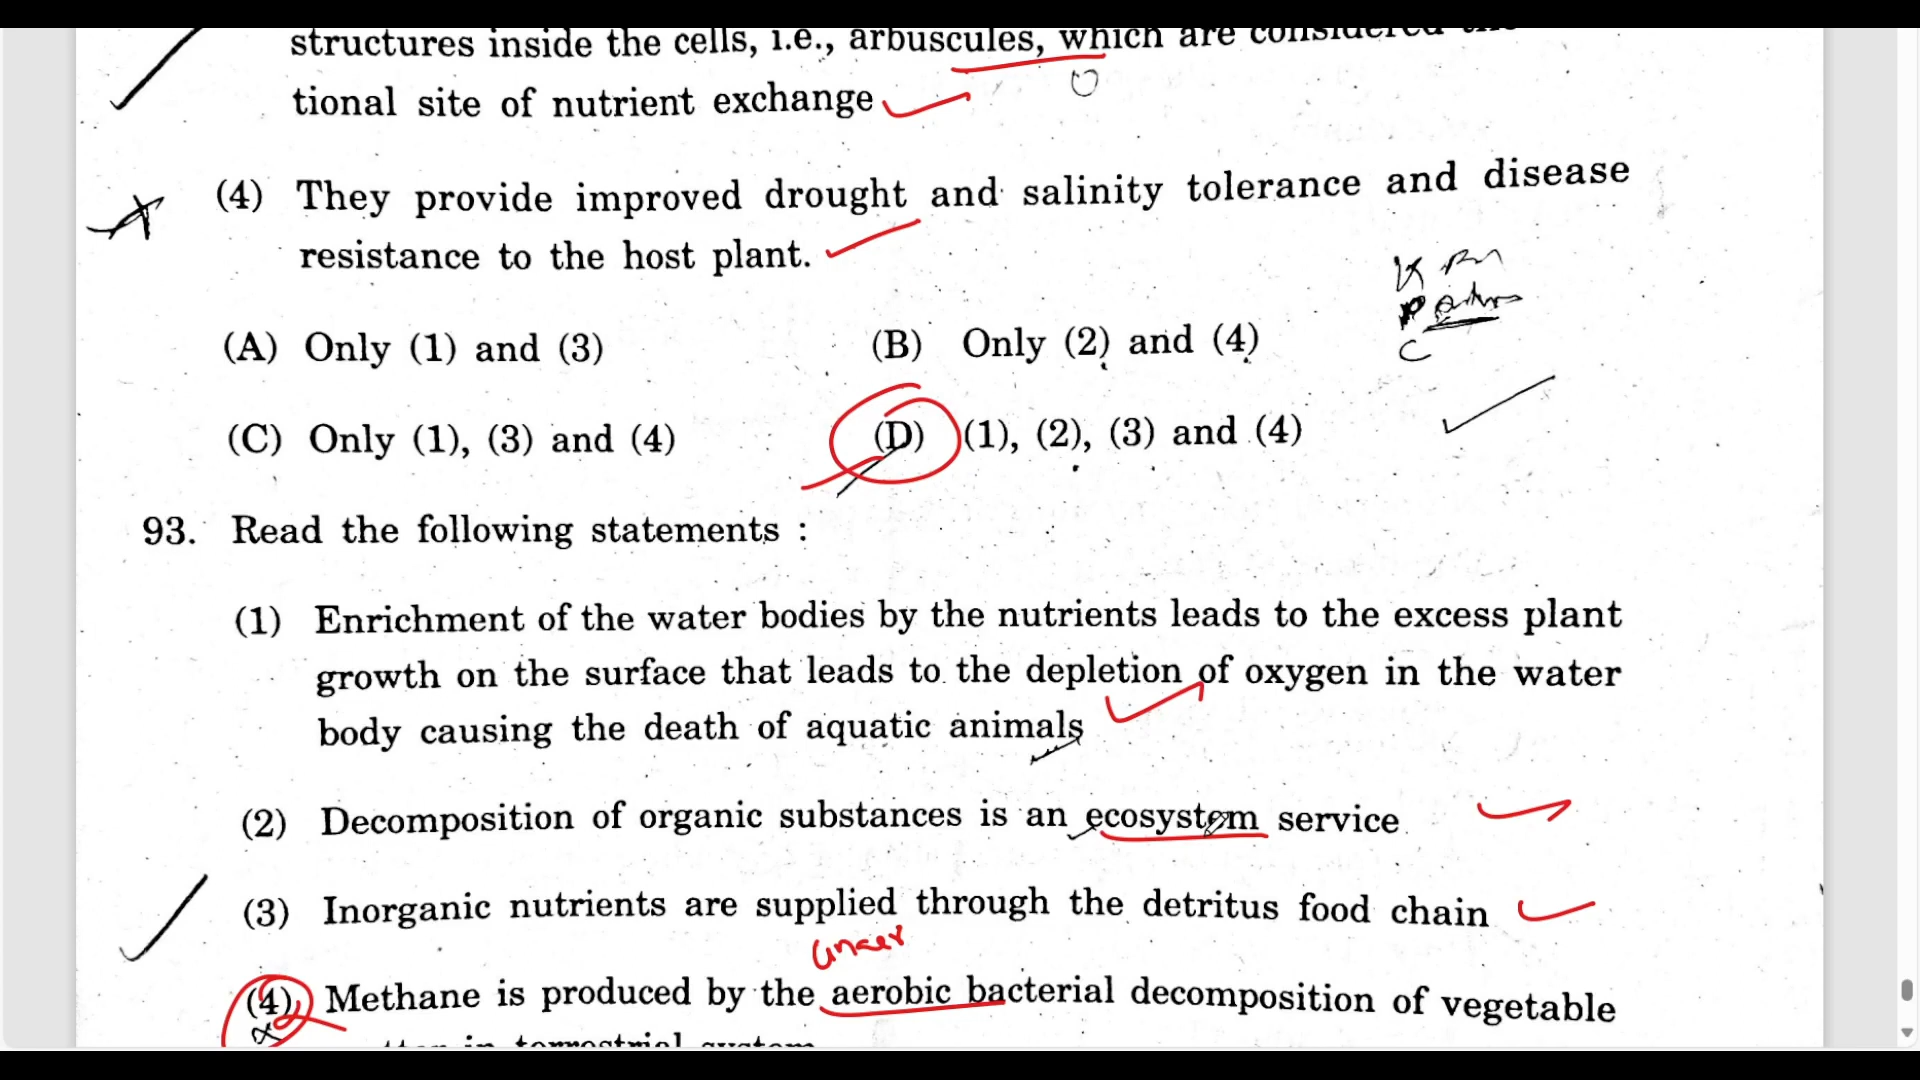 structures inside the cells, i.e., arbuscules, which are considered
tional site of nutrient exchange
(4) They provide improved drought and salinity tolerance and disease
resistance to the host plant.
(A) Only (1) and (3) (B) Only (2) and (4)
(C) Only (1), (3) and (4) (D) (1), (2), (3) and (4)
93. Read the following statements :
(1) Enrichment of the water bodies by the nutrients leads to the excess plant
growth on the surface that leads to the depletion of oxygen in the water
body causing the death of aquatic animals
(2) Decomposition of organic substances is an ecosystem service
(3) Inorganic nutrients are supplied through the detritus food chain
(4) Methane is produced by the aerobic bacterial decomposition of vegetable
in terrestrial system